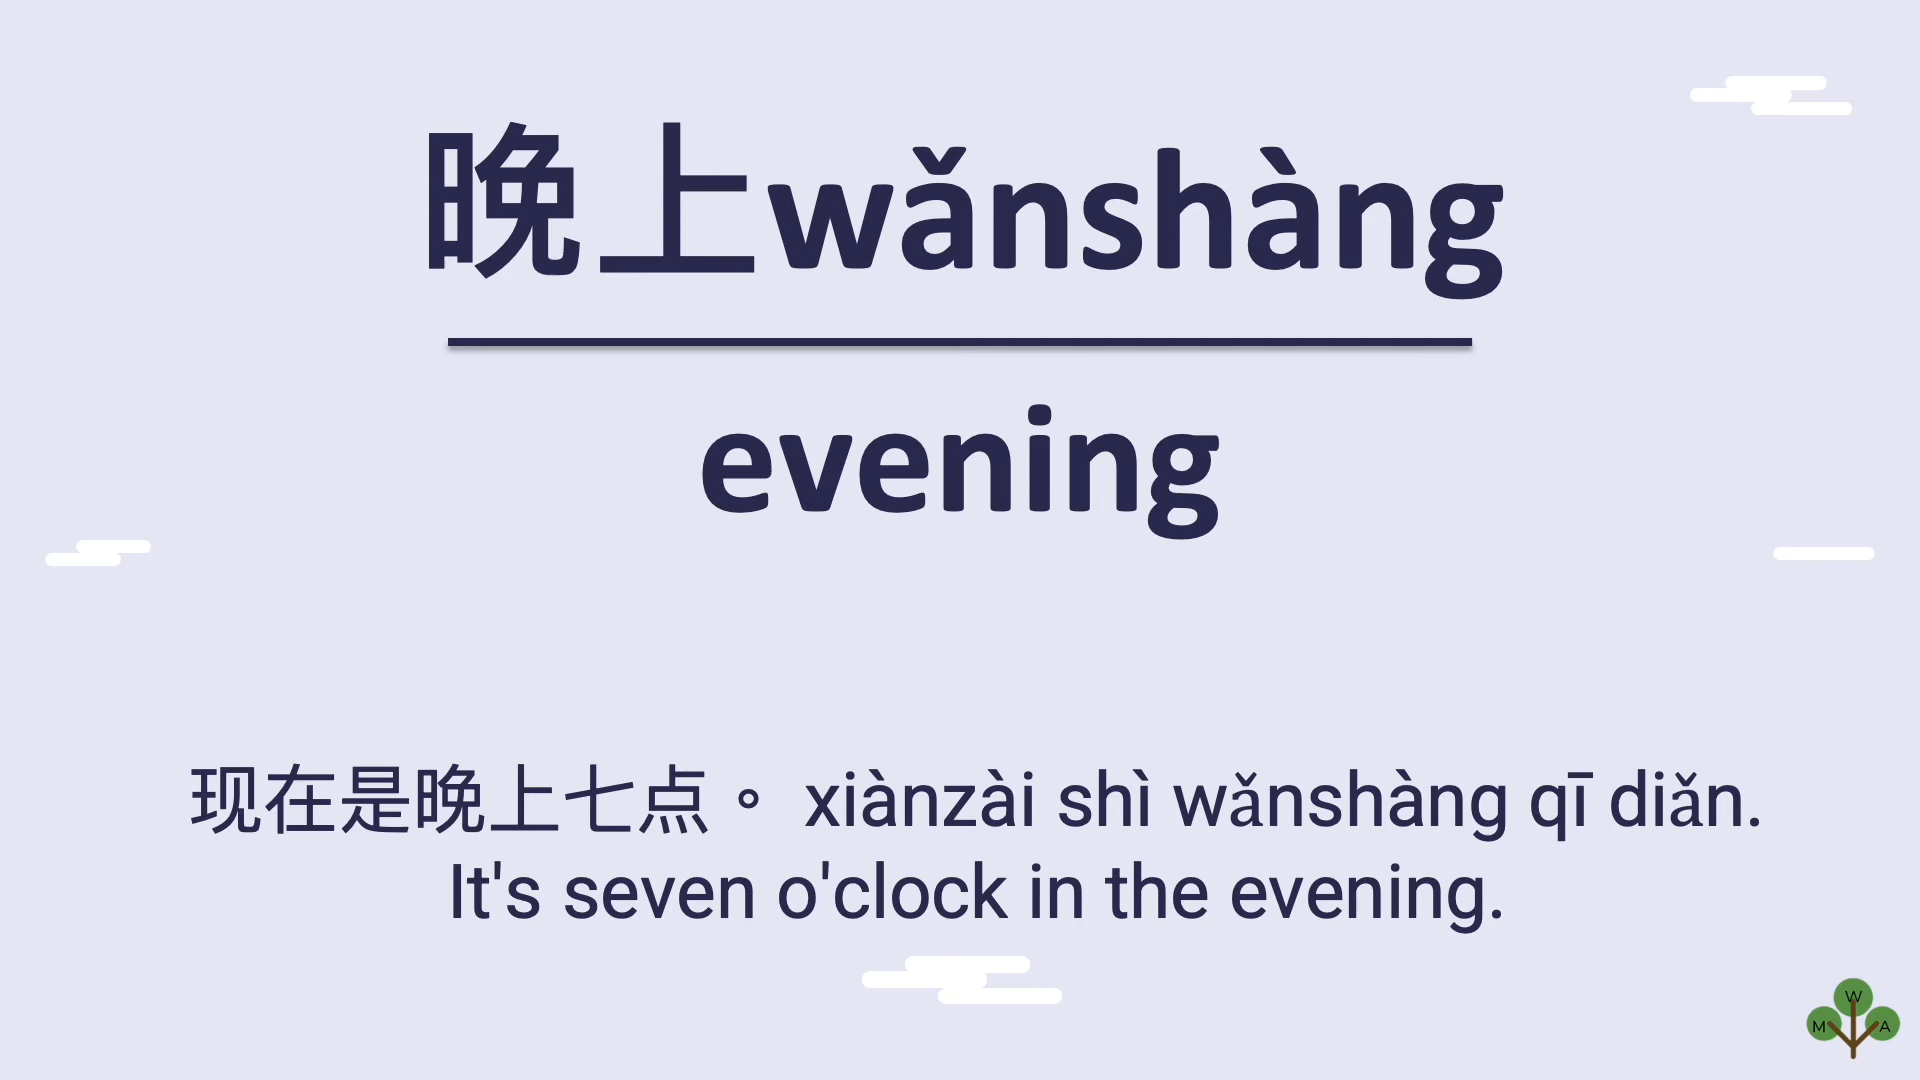 晚上wǎnshàng
evening
现在是晚上七点。 xiànzài shì wǎnshàng qī diǎn.
It's seven o'clock in the evening.
W
M A